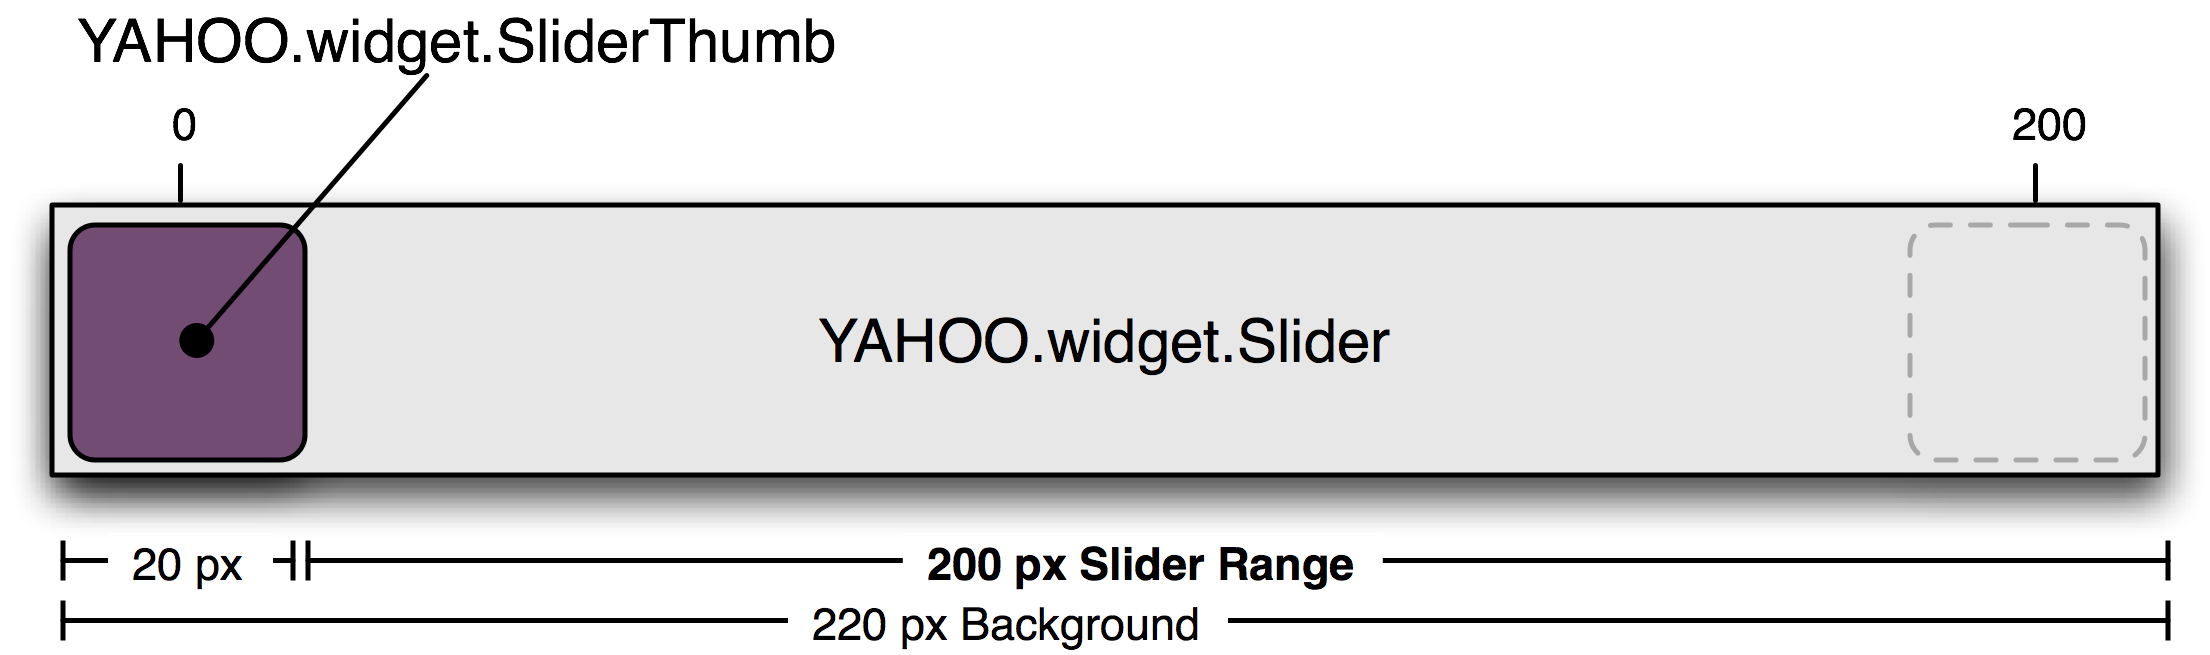 YAHOO.widget.SliderThumb
0
200
YAHOO.widget.Slider
20 px
200 px Slider Range
220 px Background